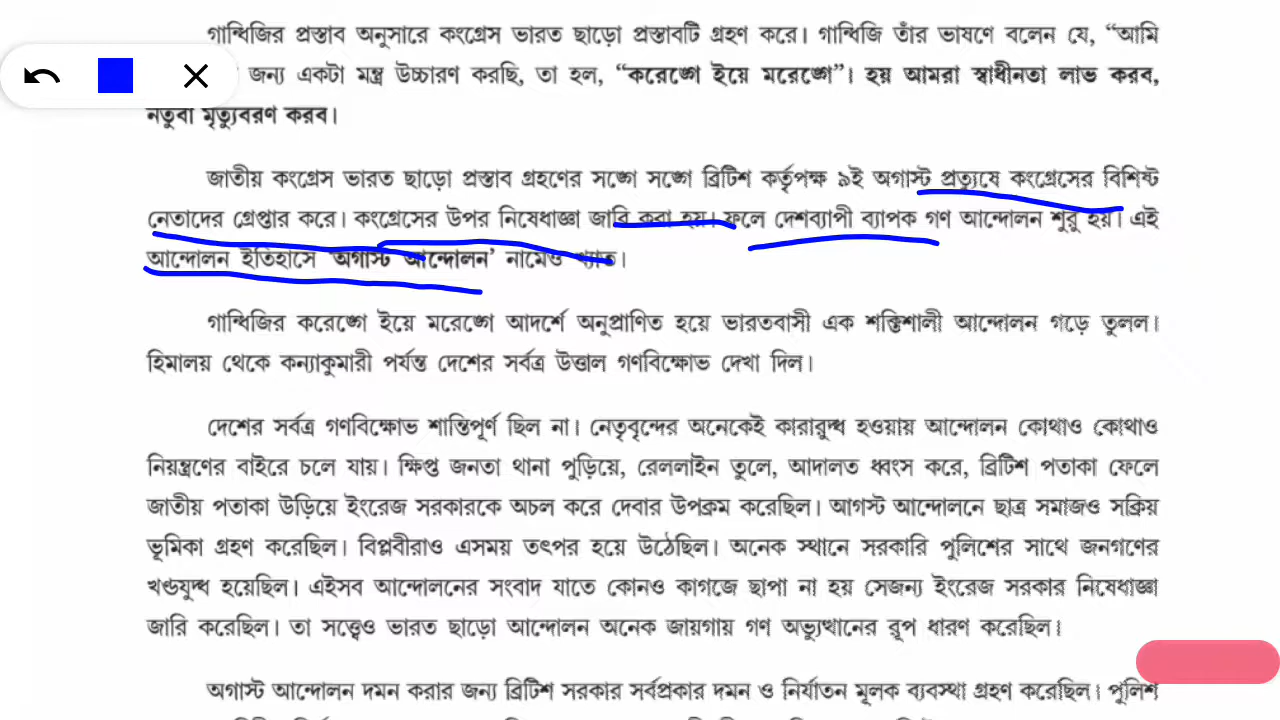 গান্ধিজির প্রস্তাব অনুসারে কংগ্রেস ভারত ছাড়ো প্রস্তাবটি গ্রহণ করে। গান্ধিজি তাঁর ভাষণে বলেন যে, “আমি
জন্য একটা মন্ত্র উচ্চারণ করছি, তা হল, “করেঙ্গে ইয়ে মরেঙ্গে”। হয় আমরা স্বাধীনতা লাভ করব,
নতুবা মৃত্যুবরণ করব।
জাতীয় কংগ্রেস ভারত ছাড়ো প্রস্তাব গ্রহণের সঙ্গে সঙ্গে ব্রিটিশ কর্তৃপক্ষ ৯ই অগাস্ট প্রত্যুষে কংগ্রেসের বিশিষ্ট
নেতাদের গ্রেপ্তার করে। কংগ্রেসের উপর নিষেধাজ্ঞা জারি করা হয়। ফলে দেশব্যাপী ব্যাপক গণ আন্দোলন শুরু হয়। এই
আন্দোলন ইতিহাসে ‘অগাস্ট আন্দোলন’ নামেও খ্যাত।
গান্ধিজির করেঙ্গে ইয়ে মরেঙ্গে আদর্শে অনুপ্রাণিত হয়ে ভারতবাসী এক শক্তিশালী আন্দোলন গড়ে তুলল।
হিমালয় থেকে কন্যাকুমারী পর্যন্ত দেশের সর্বত্র উত্তাল গণবিক্ষোভ দেখা দিল।
দেশের সর্বত্র গণবিক্ষোভ শান্তিপূর্ণ ছিল না। নেতৃবৃন্দের অনেকেই কারারুদ্ধ হওয়ায় আন্দোলন কোথাও কোথাও
নিয়ন্ত্রণের বাইরে চলে যায়। ক্ষিপ্ত জনতা থানা পুড়িয়ে, রেললাইন তুলে, আদালত ধ্বংস করে, ব্রিটিশ পতাকা ফেলে
জাতীয় পতাকা উড়িয়ে ইংরেজ সরকারকে অচল করে দেবার উপক্রম করেছিল। আগস্ট আন্দোলনে ছাত্র সমাজও সক্রিয়
ভূমিকা গ্রহণ করেছিল। বিপ্লবীরাও এসময় তৎপর হয়ে উঠেছিল। অনেক স্থানে সরকারি পুলিশের সাথে জনগণের
খণ্ডযুদ্ধ হয়েছিল। এইসব আন্দোলনের সংবাদ যাতে কোনও কাগজে ছাপা না হয় সেজন্য ইংরেজ সরকার নিষেধাজ্ঞা
জারি করেছিল। তা সত্ত্বেও ভারত ছাড়ো আন্দোলন অনেক জায়গায় গণ অভ্যুত্থানের রূপ ধারণ করেছিল।
অগাস্ট আন্দোলন দমন করার জন্য ব্রিটিশ সরকার সর্বপ্রকার দমন ও নির্যাতন মূলক ব্যবস্থা গ্রহণ করেছিল। পুলিশ